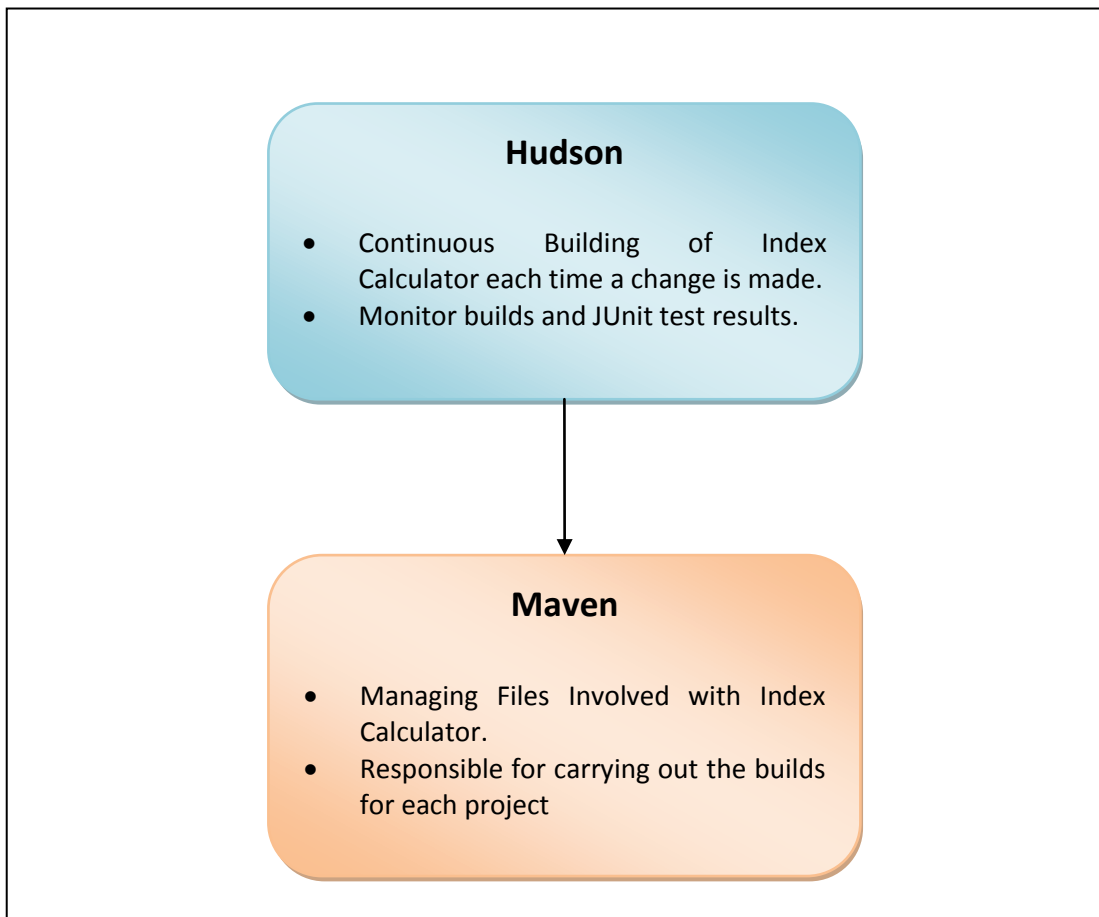 Hudson
• Continuous Building of Index
Calculator each time a change is made.
• Monitor builds and JUnit test results.
Maven
• Managing Files Involved with Index
Calculator.
• Responsible for carrying out the builds
for each project